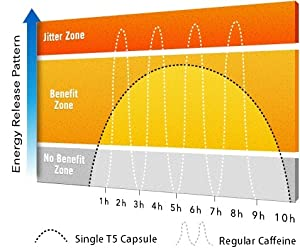 Jitter Zone
Energy Release Pattern
Benefit
Zone
No Benefit
Zone
1h 2h 3h 4h 5h 6h 7h 8h 9h 10h
Single T5 Capsule
Regular Caffeine